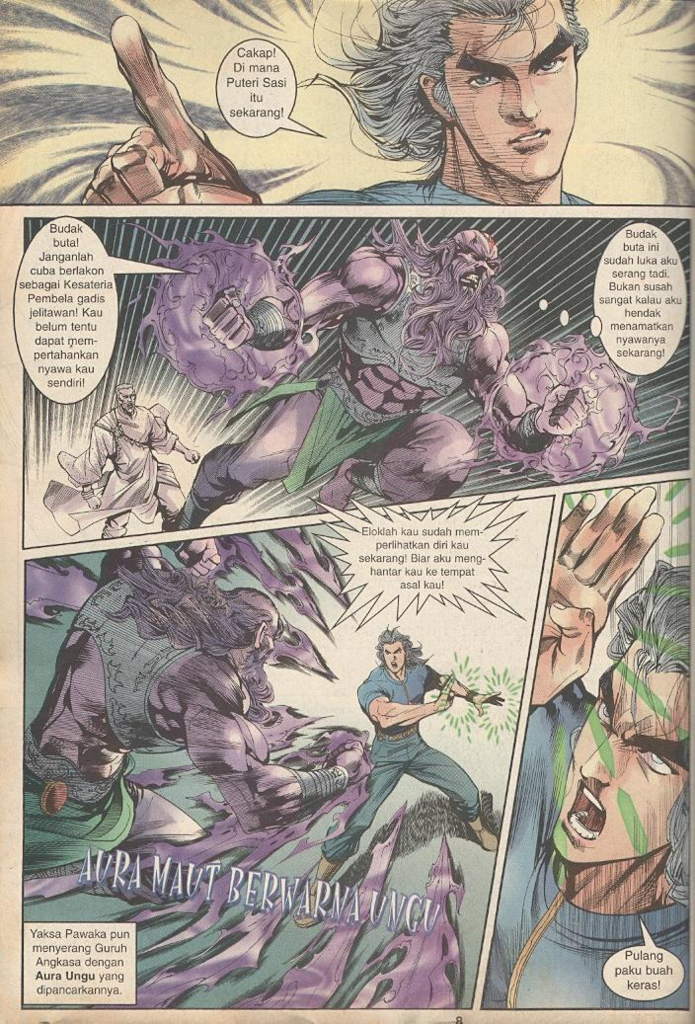 Cakap!
Di mana
Puteri Sasi
itu
sekarang!
Budak
buta!
Janganlah
cuba berlakon
sebagai Kesateria
Pembela gadis
jelitawan! Kau
belum tentu
dapat mem-
pertahankan
nyawa kau
sendiri!
Budak
buta ini
sudah luka aku
serang tadi.
Bukan susah
sangat kalau aku
hendak
menamatkan
nyawanya
sekarang!
Eloklah kau sudah mem-
perlihatkan diri kau
sekarang! Biar aku meng-
hantar kau ke tempat
asal kau!
AURA MAUT BERWARNA UNGU
Yaksa Pawaka pun
menyerang Guruh
Angkasa dengan
Aura Ungu yang
dipancarkannya.
Pulang
paku buah
keras!
8